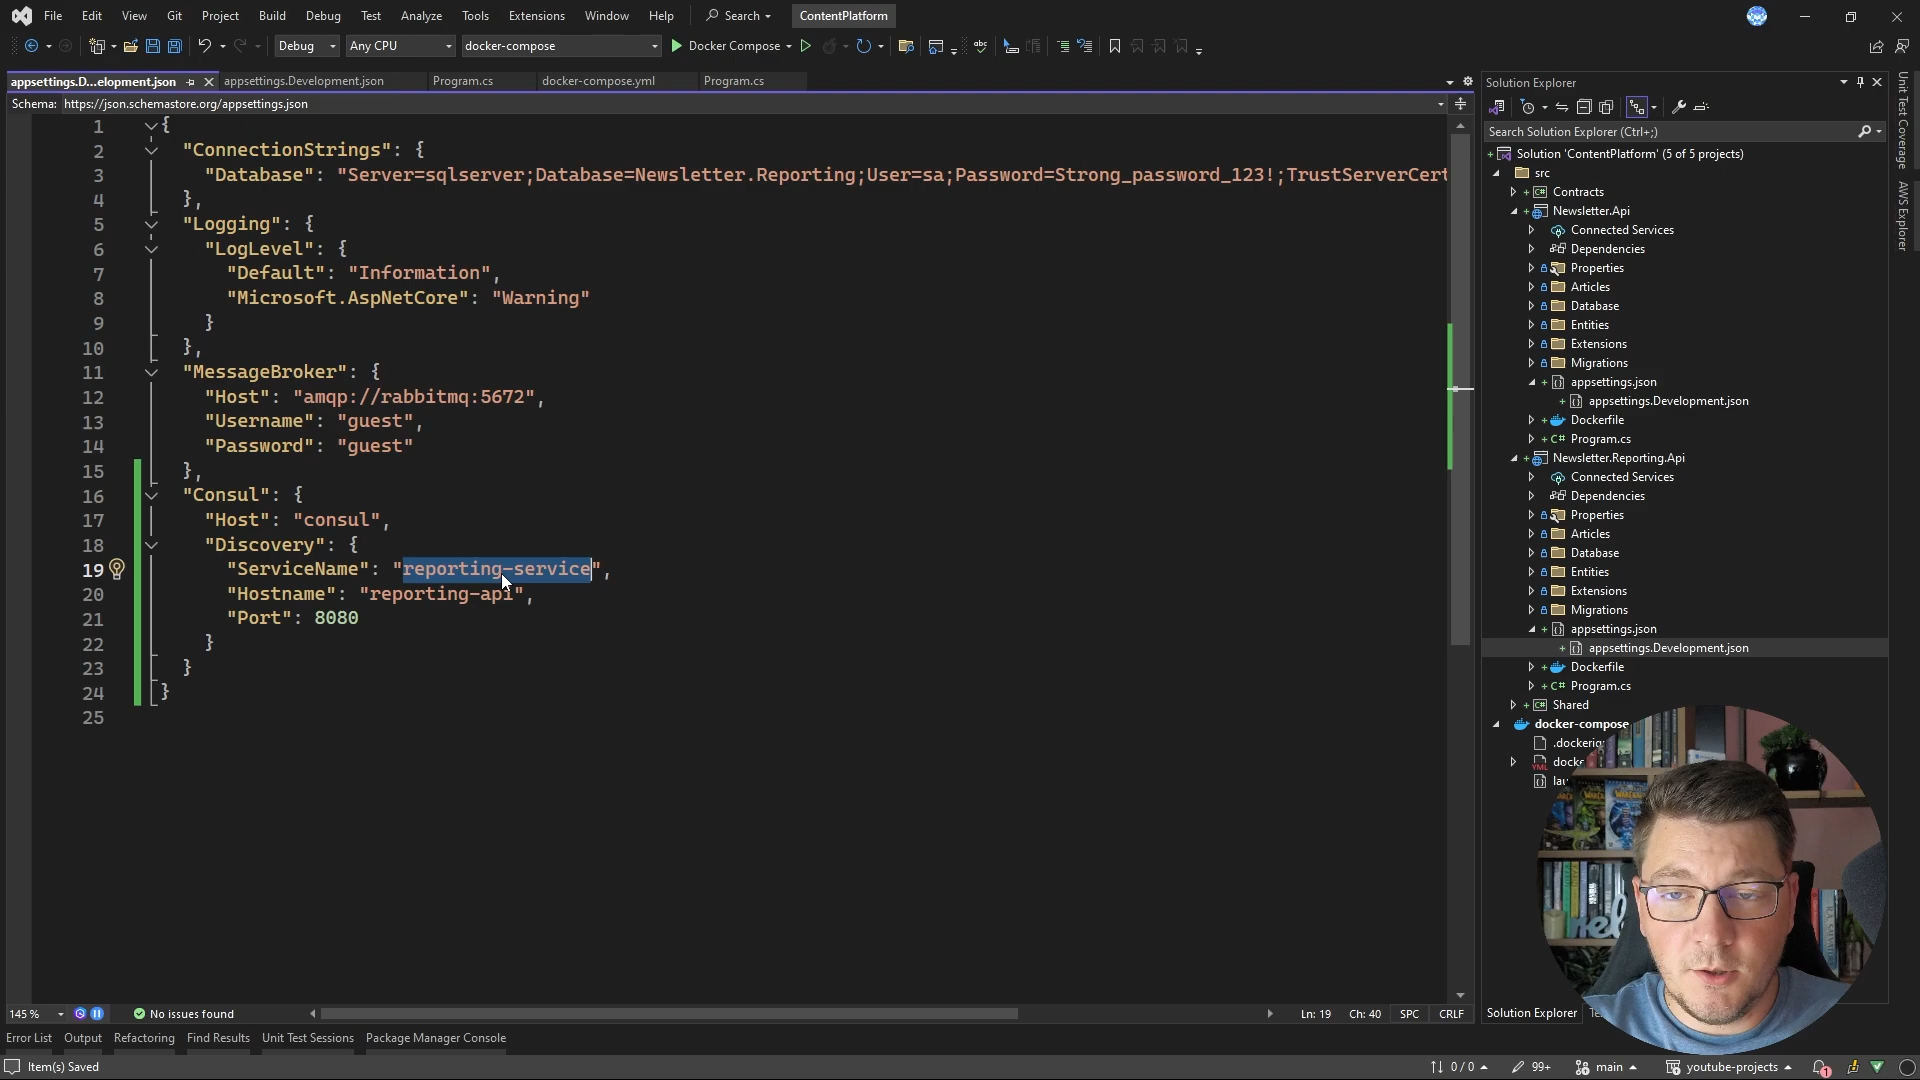 File Edit View Git Project Build Debug Test Analyze Tools Extensions Window Help Search ContentPlatform
Debug Any CPU docker-compose Docker Compose
appsettings.D...elopment.json appsettings.Development.json Program.cs docker-compose.yml Program.cs
Schema: https://json.schemastore.org/appsettings.json
1 {
2 "ConnectionStrings": {
3 "Database": "Server=sqlserver;Database=Newsletter.Reporting;User=sa;Password=Strong_password_123!;TrustServerCert
4 },
5 "Logging": {
6 "LogLevel": {
7 "Default": "Information",
8 "Microsoft.AspNetCore": "Warning"
9 }
10 },
11 "MessageBroker": {
12 "Host": "amqp://rabbitmq:5672",
13 "Username": "guest",
14 "Password": "guest"
15 },
16 "Consul": {
17 "Host": "consul",
18 "Discovery": {
19 "ServiceName": "reporting-service",
20 "Hostname": "reporting-api",
21 "Port": 8080
22 }
23 }
24 }
25
145 % No issues found Ln: 19 Ch: 40 SPC CRLF
Error List Output Refactoring Find Results Unit Test Sessions Package Manager Console
Item(s) Saved 0 / 0 99+ main youtube-projects 1
Solution Explorer
Search Solution Explorer (Ctrl+;)
Solution 'ContentPlatform' (5 of 5 projects)
src
Contracts
Newsletter.Api
Connected Services
Dependencies
Properties
Articles
Database
Entities
Extensions
Migrations
appsettings.json
appsettings.Development.json
Dockerfile
Program.cs
Newsletter.Reporting.Api
Connected Services
Dependencies
Properties
Articles
Database
Entities
Extensions
Migrations
appsettings.json
appsettings.Development.json
Dockerfile
Program.cs
Shared
docker-compose
Solution Explorer
Unit Test Coverage
AWS Explorer